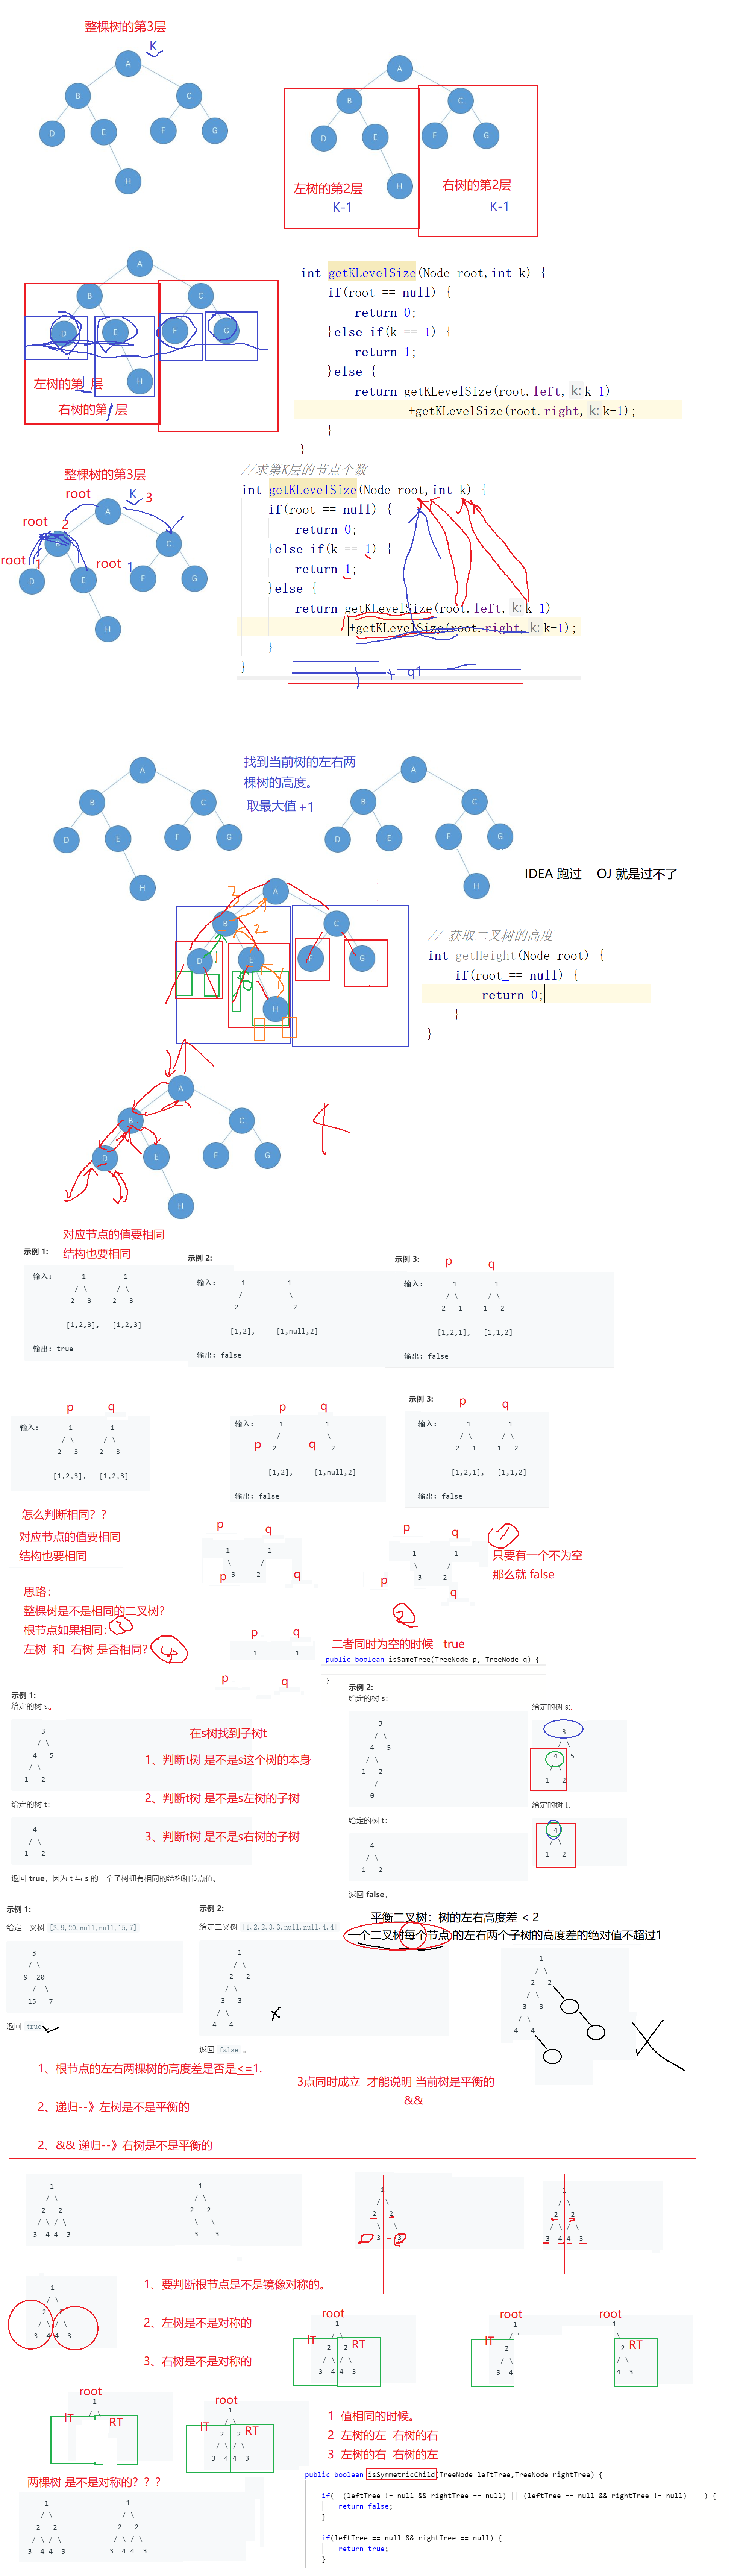 整棵树的第3层
K
A
B
C
D
E
F
G
H
A
B
C
D
E
F
G
H
左树的第2层
K-1
右树的第2层
K-1
A
B
C
D
E
F
G
H
左树的第1层
右树的第1层
int getKLevelSize(Node root,int k) {
if(root == null) {
return 0;
}else if(k == 1) {
return 1;
}else {
return getKLevelSize(root.left, k: k-1)
+getKLevelSize(root.right, k: k-1);
}
}
整棵树的第3层
root
K
3
A
root
2
B
C
root
1
root
1
D
E
F
G
H
//求第K层的节点个数
int getKLevelSize(Node root,int k) {
if(root == null) {
return 0;
}else if(k == 1) {
return 1;
}else {
return getKLevelSize(root.left, k: k-1)
+getKLevelSize(root.right, k: k-1);
}
}
1 + q1
A
B
C
D
E
F
G
H
找到当前树的左右两
棵树的高度。
取最大值 +1
A
B
C
D
E
F
G
H
IDEA 跑过 OJ 就是过不了
3
A
B
C
2
D
1
E
F
G
H
// 获取二叉树的高度
int getHeight(Node root) {
if(root == null) {
return 0;
}
}
A
B
C
D
E
F
G
H
4
对应节点的值要相同
结构也要相同
示例 1:
输入: 1 1
/ \ / \
2 3 2 3
[1,2,3], [1,2,3]
输出: true
示例 2:
输入: 1 1
/ \
2 2
[1,2], [1,null,2]
输出: false
示例 3:
p q
输入: 1 1
/ \ / \
2 1 1 2
[1,2,1], [1,1,2]
输出: false
p q
输入: 1 1
/ \ / \
2 3 2 3
[1,2,3], [1,2,3]
p q
输入: 1 1
/ \
p 2 q 2
[1,2], [1,null,2]
输出: false
示例 3:
p q
输入: 1 1
/ \ / \
2 1 1 2
[1,2,1], [1,1,2]
输出: false
怎么判断相同? ?
对应节点的值要相同
结构也要相同
思路:
整棵树是不是相同的二叉树?
根节点如果相同: 3
左树 和 右树 是否相同? 4
p q
1 1
\ /
3 2
p q
p q
1 1
\ /
3 2
p
q
1
只要有一个不为空
那么就 false
p q
1 1
p q
2
二者同时为空的时候 true
public boolean isSameTree(TreeNode p, TreeNode q) {
}
示例 1:
给定的树 s:
3
/ \
4 5
/ \
1 2
给定的树 t:
4
/ \
1 2
返回 true，因为 t 与 s 的一个子树拥有相同的结构和节点值。
在s树找到子树t
1、判断t树 是不是s这个树的本身
2、判断t树 是不是s左树的子树
3、判断t树 是不是s右树的子树
示例 2:
给定的树 s:
3
/ \
4 5
/ \
1 2
/
0
给定的树 t:
4
/ \
1 2
返回 false。
给定的树 s:
3
/ \
4 5
/ \
1 2
给定的树 t:
4
/ \
1 2
示例 1:
给定二叉树 [3,9,20,null,null,15,7]
3
/ \
9 20
/ \
15 7
返回 true 。
示例 2:
给定二叉树 [1,2,2,3,3,null,null,4,4]
1
/ \
2 2
/ \
3 3
/ \
4 4
返回 false 。
平衡二叉树：树的左右高度差 < 2
一个二叉树每个节点 的左右两个子树的高度差的绝对值不超过1
1
/ \
2 2
/ \
3 3
/ \
4 4
1、根节点的左右两棵树的高度差是否是<=1.
2、递归--》左树是不是平衡的
2、&& 递归--》右树是不是平衡的
3点同时成立 才能说明 当前树是平衡的
&&
1
/ \
2 2
/ \ / \
3 4 4 3
1
/ \
2 2
\ \
3 3
1
/ \
2 2
\ \
3 3
1
/ \
2 2
/ \ / \
3 4 4 3
1
/ \
2 2
/ \ / \
3 4 4 3
1、要判断根节点是不是镜像对称的。
2、左树是不是对称的
3、右树是不是对称的
root
1
/ \
lT 2 2 RT
/ \ / \
3 4 4 3
root
lT
/
2
/ \
3 4
root
1
\
2 RT
/ \
4 3
root
1
/ \
lT RT
root
1
/ \
lT 2 2 RT
/ \ / \
3 4 4 3
1 值相同的时候。
2 左树的左 右树的右
3 左树的右 右树的左
两棵树 是不是对称的? ? ?
1 1
/ \ / \
2 2 2 2
/ \ / \ / \ / \
3 4 4 3 3 4 4 3
public boolean isSymmetricChild(TreeNode leftTree,TreeNode rightTree) {
if( (leftTree != null && rightTree == null) || (leftTree == null && rightTree != null) ) {
return false;
}
if(leftTree == null && rightTree == null) {
return true;
}